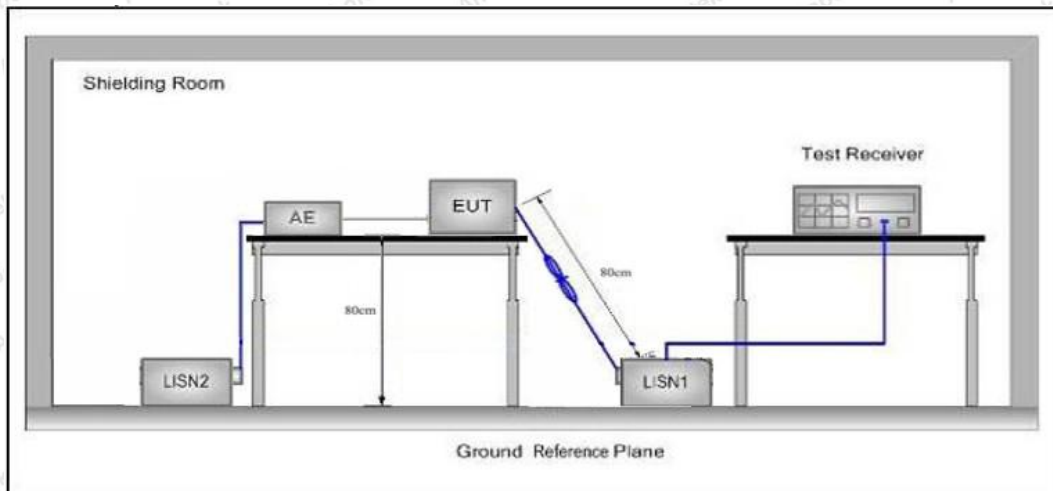 Shielding Room
Test Receiver
EUT
AE
80cm
80cm
LISN2
LISN1
Ground Reference Plane